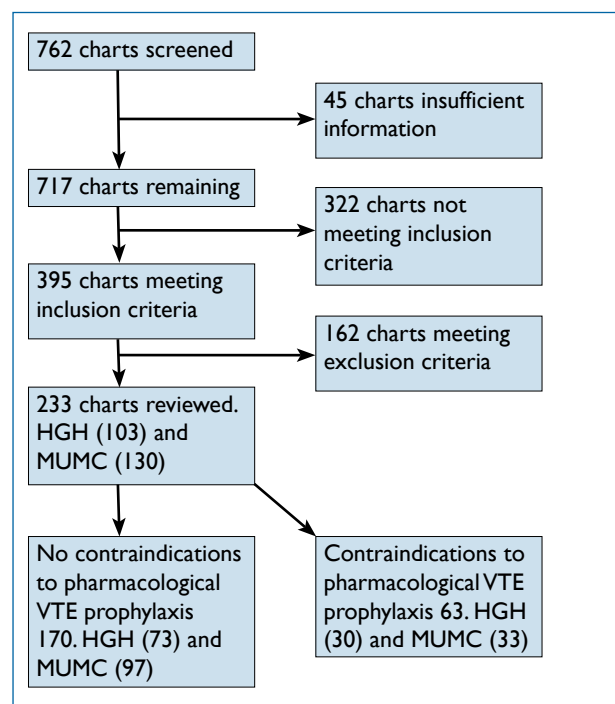 762 charts screened
45 charts insufficient
information
717 charts remaining
322 charts not
meeting inclusion
criteria
395 charts meeting
inclusion criteria
162 charts meeting
exclusion criteria
233 charts reviewed.
HGH (103) and
MUMC (130)
No contraindications
to pharmacological
VTE prophylaxis
170. HGH (73) and
MUMC (97)
Contraindications to
pharmacological VTE
prophylaxis 63. HGH
(30) and MUMC (33)